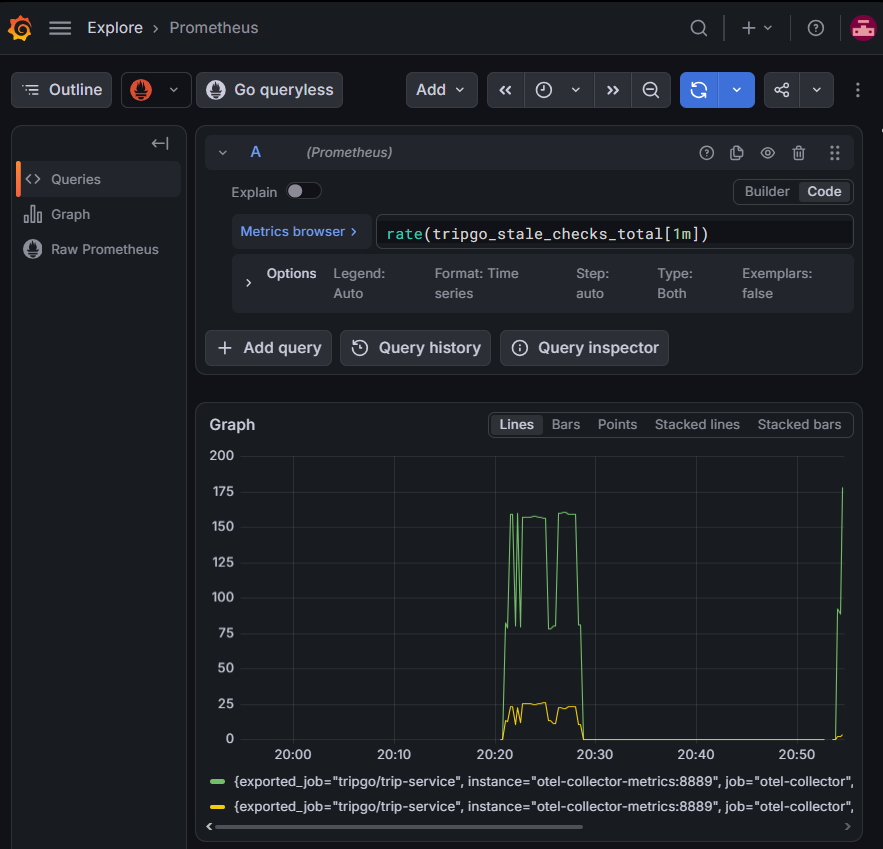 Explore › Prometheus
Outline Go queryless Add
Queries
Graph
Raw Prometheus
A (Prometheus)
Explain Builder Code
Metrics browser > rate(tripgo_stale_checks_total[1m])
Options Legend: Auto Format: Time series Step: auto Type: Both Exemplars: false
+ Add query Query history Query inspector
Graph Lines Bars Points Stacked lines Stacked bars
200
175
150
125
100
75
50
25
0
20:00 20:10 20:20 20:30 20:40 20:50
{exported_job="tripgo/trip-service", instance="otel-collector-metrics:8889", job="otel-collector",
{exported_job="tripgo/trip-service", instance="otel-collector-metrics:8889", job="otel-collector",